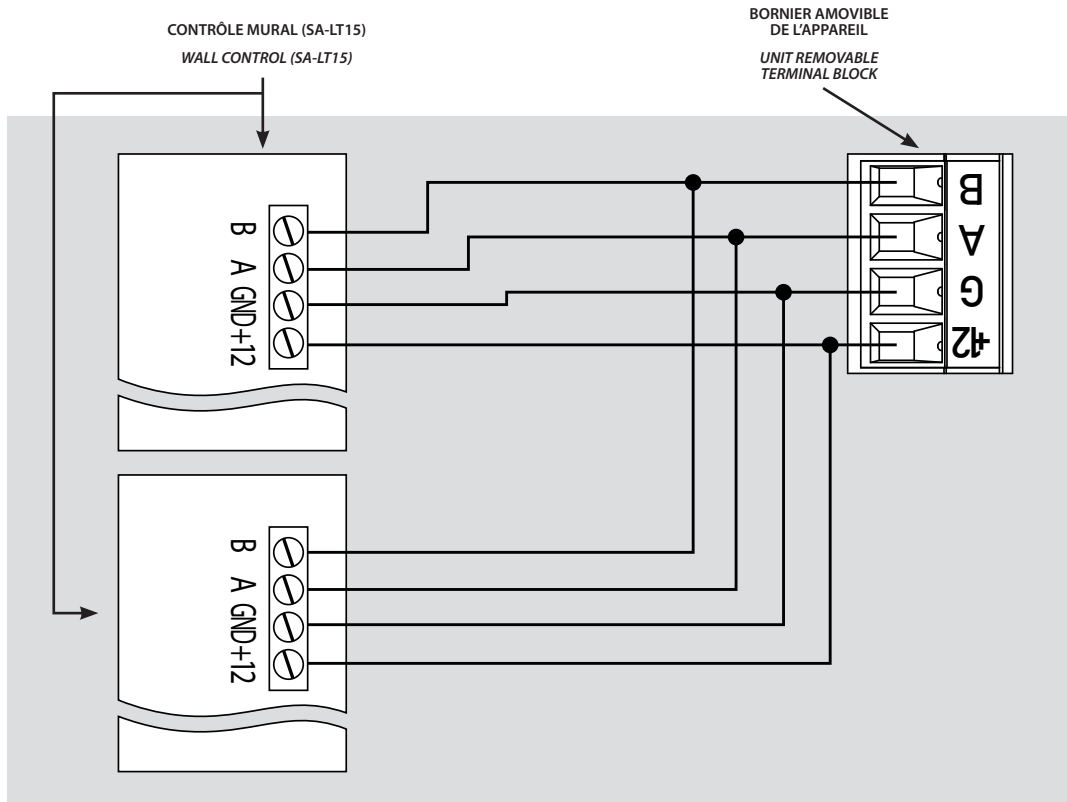 CONTRÔLE MURAL (SA-LT15)
WALL CONTROL (SA-LT15)
BORNIER AMOVIBLE
DE L'APPAREIL
UNIT REMOVABLE
TERMINAL BLOCK
B
A
GND
+12
B
A
G
+12
B
A
GND
+12